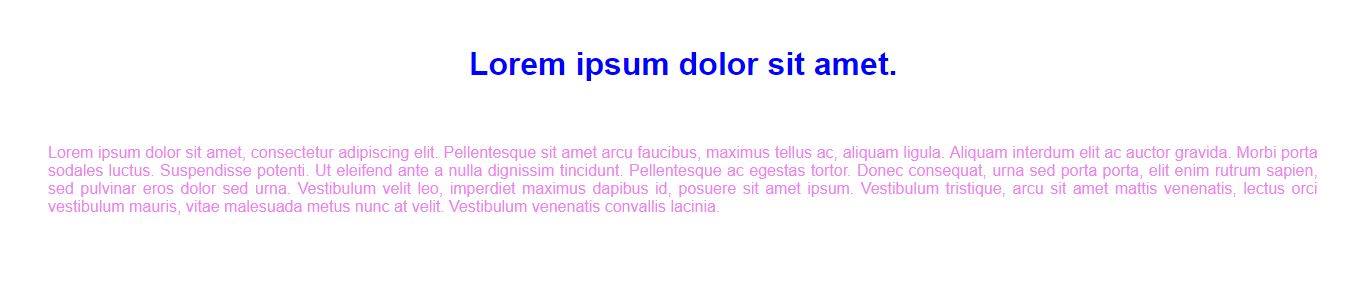 Lorem ipsum dolor sit amet.
Lorem ipsum dolor sit amet, consectetur adipiscing elit. Pellentesque sit amet arcu faucibus, maximus tellus ac, aliquam ligula. Aliquam interdum elit ac auctor gravida. Morbi porta
sodales luctus. Suspendisse potenti. Ut eleifend ante a nulla dignissim tincidunt. Pellentesque ac egestas tortor. Donec consequat, urna sed porta porta, elit enim rutrum sapien,
sed pulvinar eros dolor sed urna. Vestibulum velit leo, imperdiet maximus dapibus id, posuere sit amet ipsum. Vestibulum tristique, arcu sit amet mattis venenatis, lectus orci
vestibulum mauris, vitae malesuada metus nunc at velit. Vestibulum venenatis convallis lacinia.